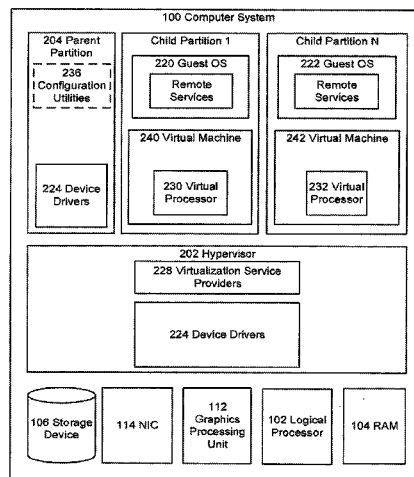 100 Computer System
204 Parent
Partition
236
Configuration
Utilities
224 Device
Drivers
Child Partition 1
220 Guest OS
Remote
Services
240 Virtual Machine
230 Virtual
Processor
Child Partition N
222 Guest OS
Remote
Services
242 Virtual Machine
232 Virtual
Processor
202 Hypervisor
228 Virtualization Service
Providers
224 Device Drivers
106 Storage
Device
114 NIC
112
Graphics
Processing
Unit
102 Logical
Processor
104 RAM